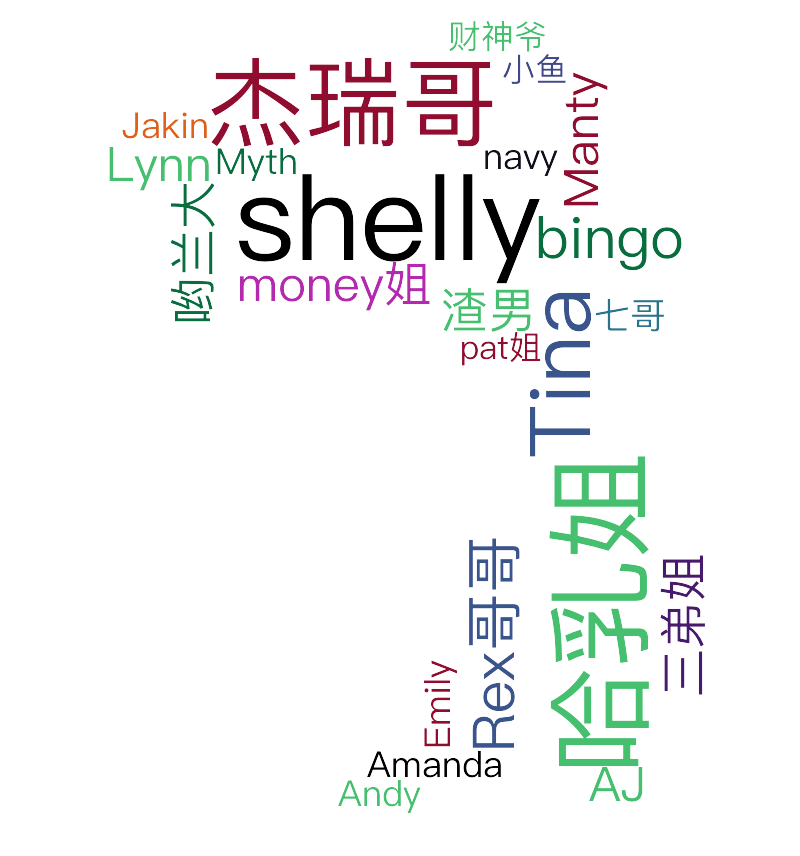 财神爷
小鱼
杰瑞哥
Manty
Jakin
Lynn
Myth
navy
shelly
哟兰大
bingo
money姐
渣男
七哥
pat姐
Tina
哈乳姐
Rex哥哥
三弟姐
Emily
Amanda
AJ
Andy